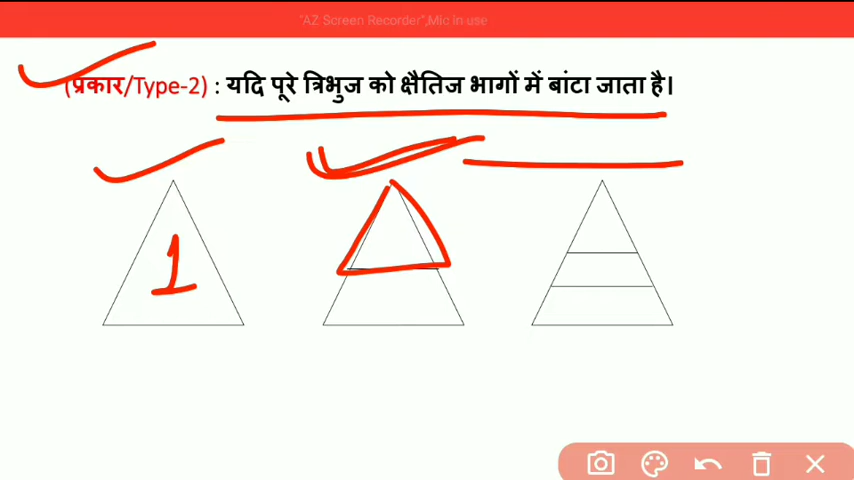 "AZ Screen Recorder",Mic in use
(प्रकार/Type-2) : यदि पूरे त्रिभुज को क्षैतिज भागों में बांटा जाता है।
1